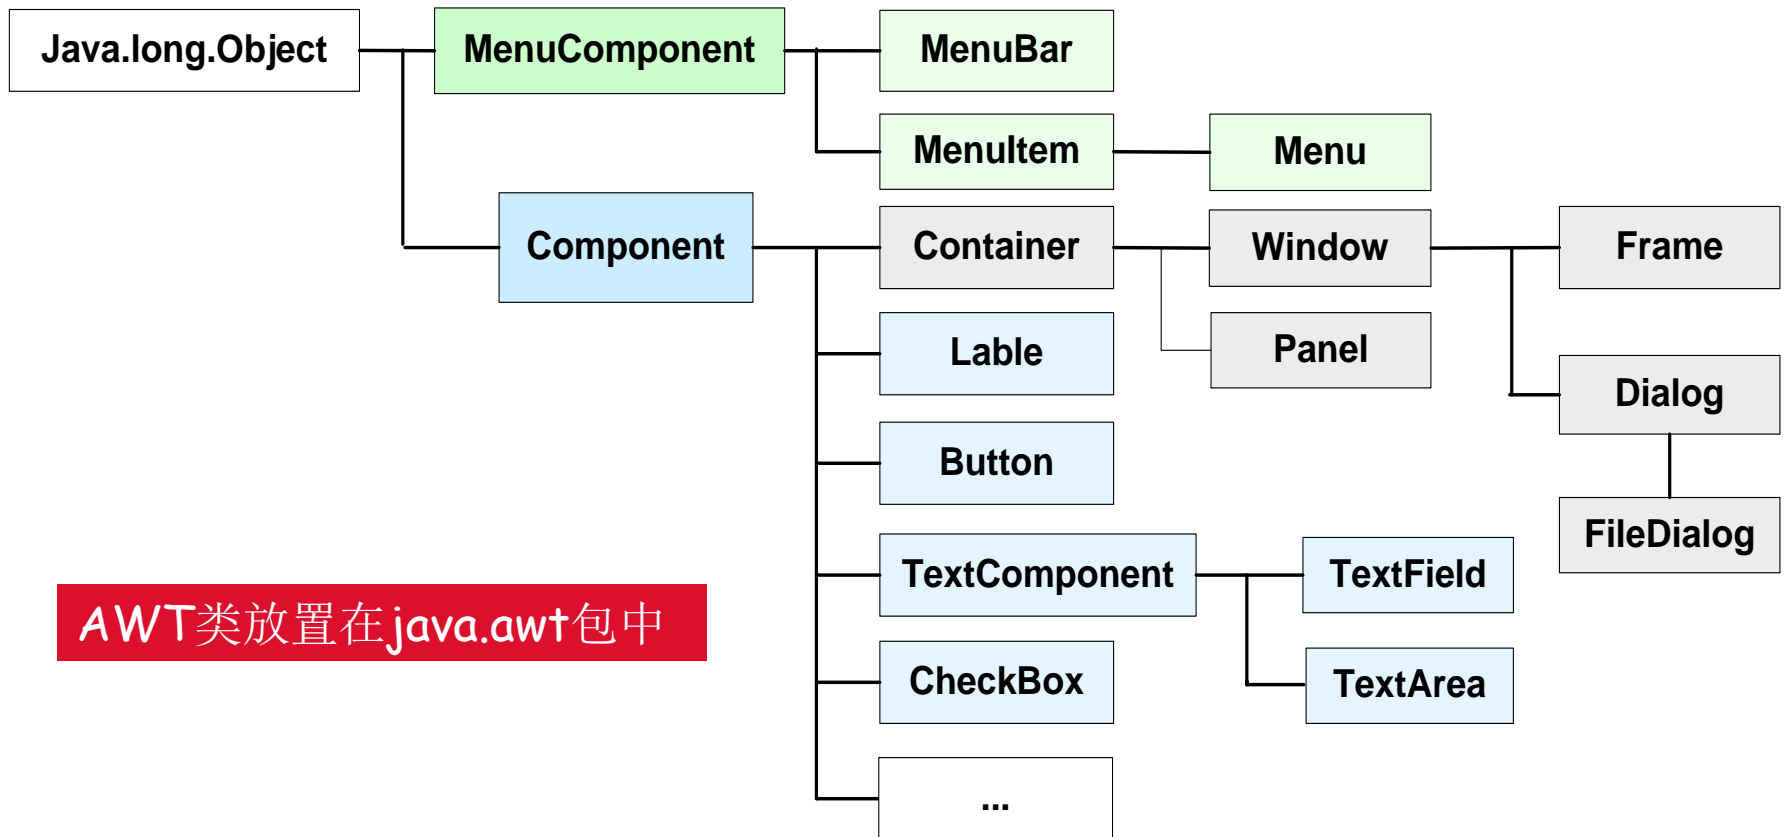 Java.long.Object
MenuComponent
MenuBar
MenuItem
Menu
Component
Container
Window
Frame
Lable
Panel
Dialog
Button
FileDialog
TextComponent
TextField
AWT类放置在java.awt包中
CheckBox
TextArea
...